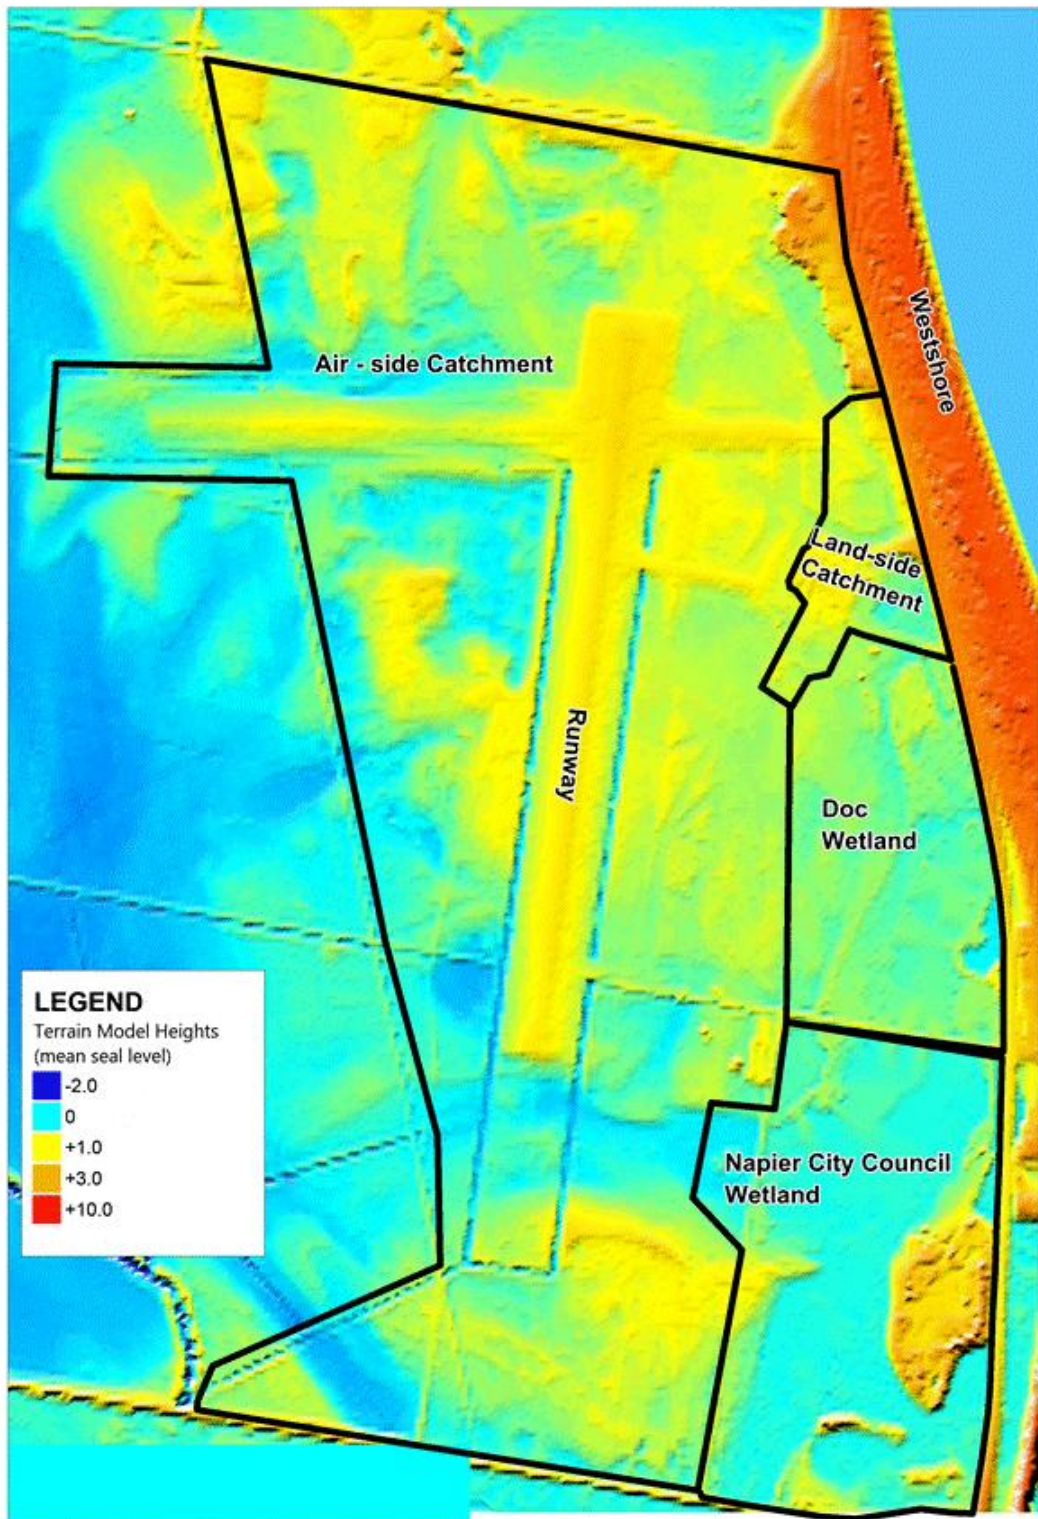 Westshore
Air - side Catchment
Land-side
Catchment
Runway
Doc
Wetland
LEGEND
Terrain Model Heights
(mean seal level)
-2.0
0
+1.0
+3.0
+10.0
Napier City Council
Wetland